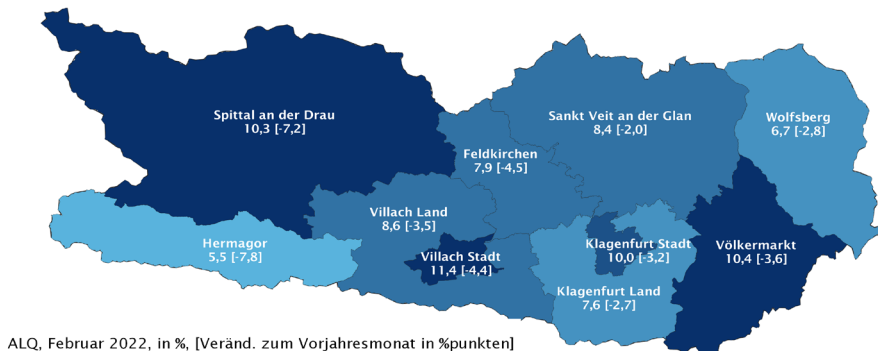 Spittal an der Drau
10,3 [-7,2]
Sankt Veit an der Glan
8,4 [-2,0]
Wolfsberg
6,7 [-2,8]
Feldkirchen
7,9 [-4,5]
Villach Land
8,6 [-3,5]
Hermagor
5,5 [-7,8]
Villach Stadt
11,4 [-4,4]
Klagenfurt Stadt
10,0 [-3,2]
Völkermarkt
10,4 [-3,6]
Klagenfurt Land
7,6 [-2,7]
ALQ, Februar 2022, in %, [Veränd. zum Vorjahresmonat in %punkten]